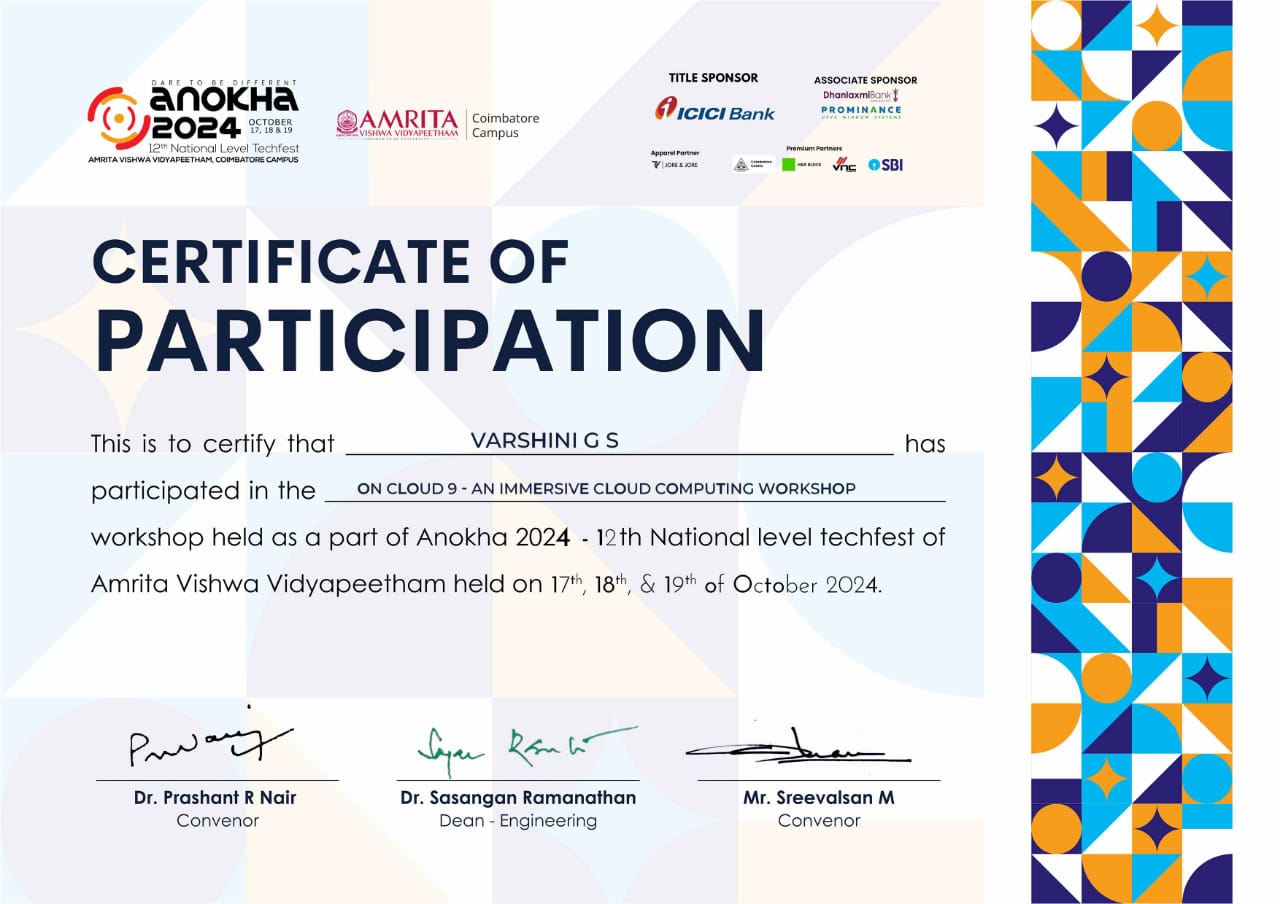 DARE TO BE DIFFERENT
ANOKHA
2024 OCTOBER 17, 18 & 19
12th National Level Techfest
AMRITA VISHWA VIDYAPEETHAM, COIMBATORE CAMPUS
AMRITA
VISHWA VIDYAPEETHAM
Coimbatore
Campus
TITLE SPONSOR
ICICI Bank
ASSOCIATE SPONSOR
Dhanlaxmi Bank
PROMINANCE
UPVC WINDOW SYSTEMS
Apparel Partner
JORE & JORE
Premium Partners
Coimbatore
H&R BLOCK
VNC
SBI
CERTIFICATE OF
PARTICIPATION
This is to certify that VARSHINI G S has
participated in the ON CLOUD 9 - AN IMMERSIVE CLOUD COMPUTING WORKSHOP
workshop held as a part of Anokha 2024 - 12th National level techfest of
Amrita Vishwa Vidyapeetham held on 17th, 18th, & 19th of October 2024.
Dr. Prashant R Nair
Convenor
Dr. Sasangan Ramanathan
Dean - Engineering
Mr. Sreevalsan M
Convenor